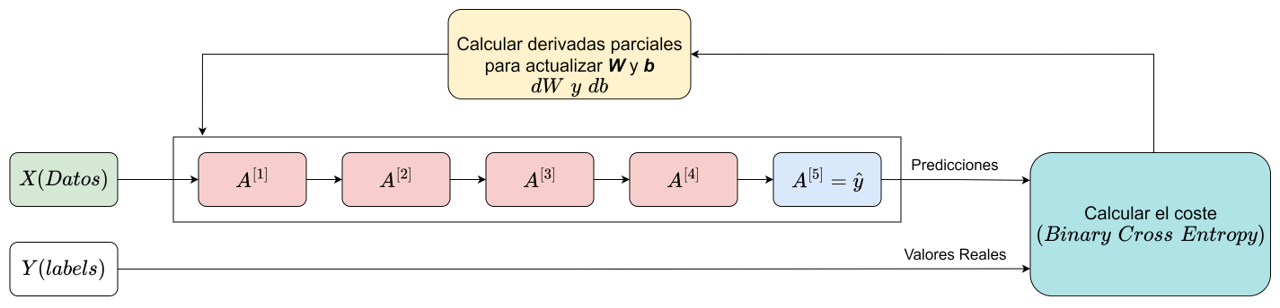 Calcular derivadas parciales
para actualizar W y b
dW y db
X(Datos)
A^[1]
A^[2]
A^[3]
A^[4]
A^[5] = ŷ
Predicciones
Calcular el coste
(Binary Cross Entropy)
Y(labels)
Valores Reales